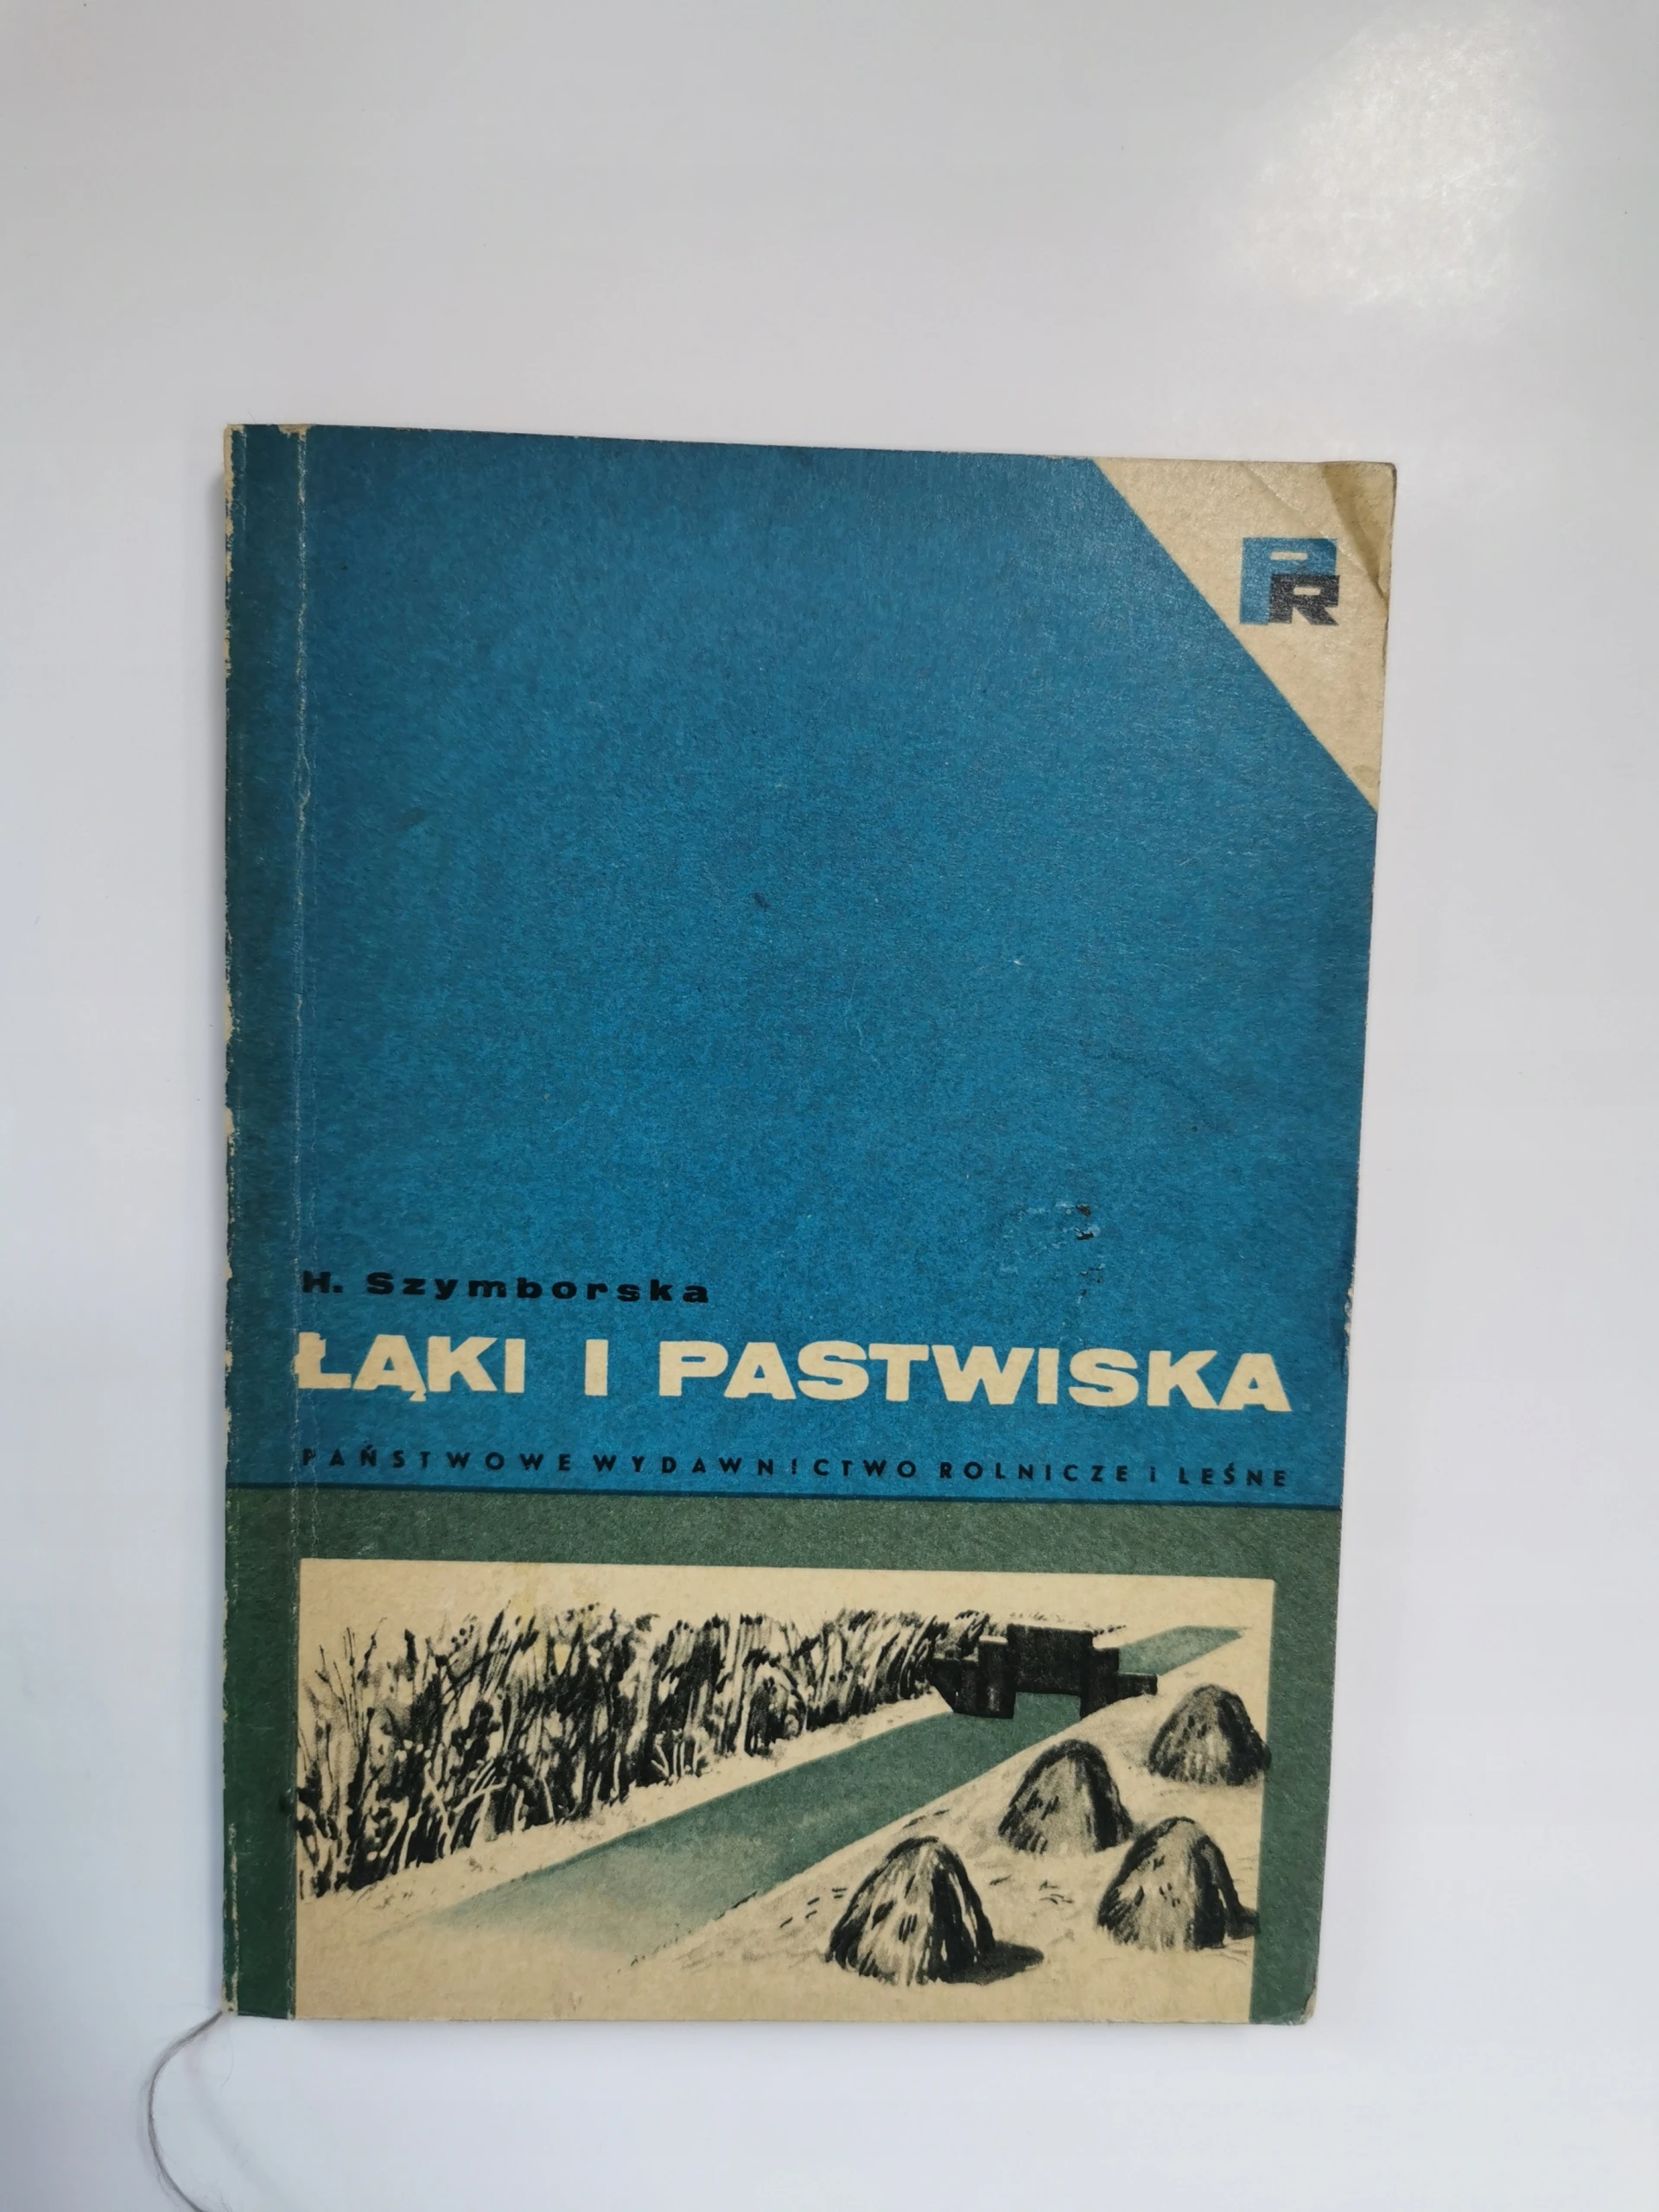 PR
H. Szymborska
ŁĄKI I PASTWISKA
PAŃSTWOWE WYDAWNICTWO ROLNICZE I LEŚNE